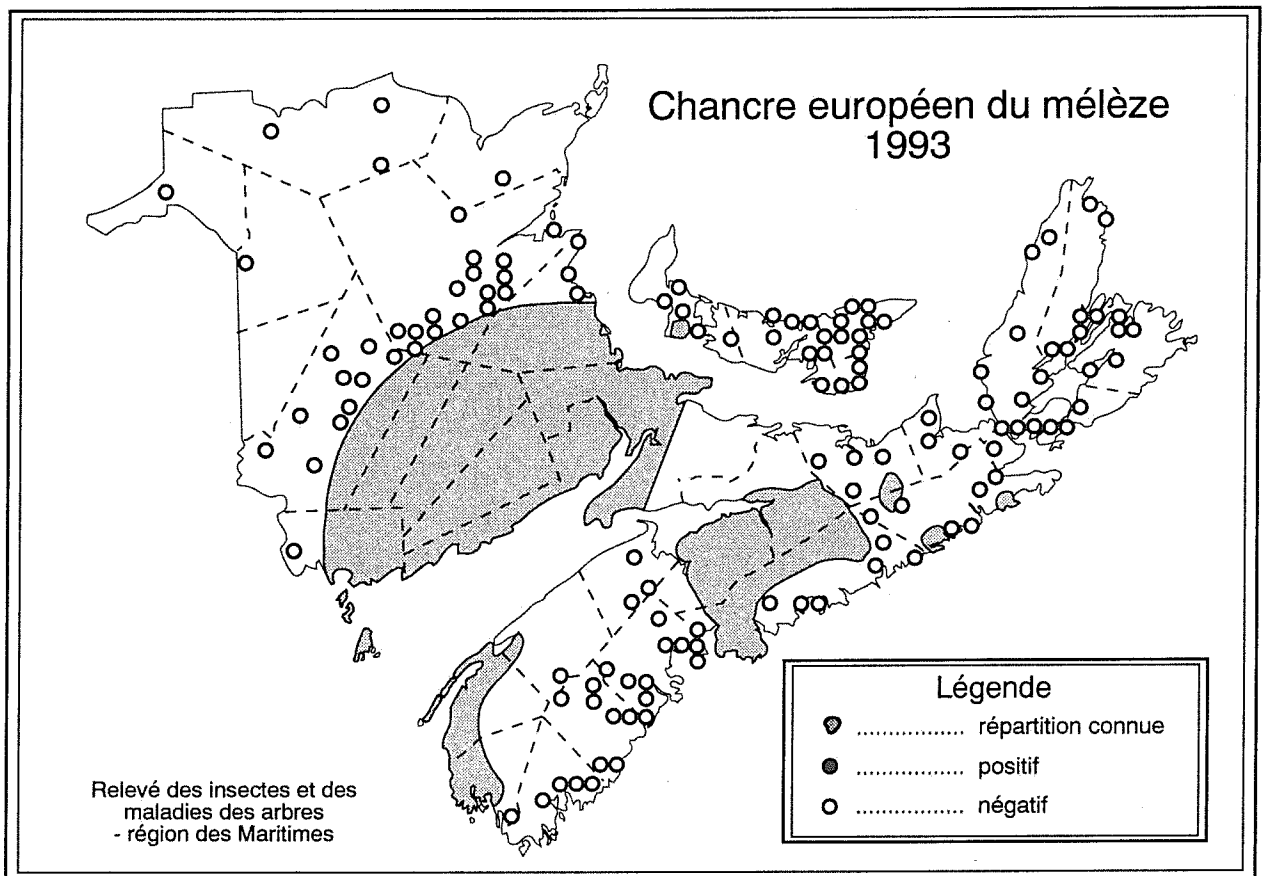 Chancre européen du mélèze
1993
Légende
................. répartition connue
................. positif
................. négatif
Relevé des insectes et des
maladies des arbres
- région des Maritimes